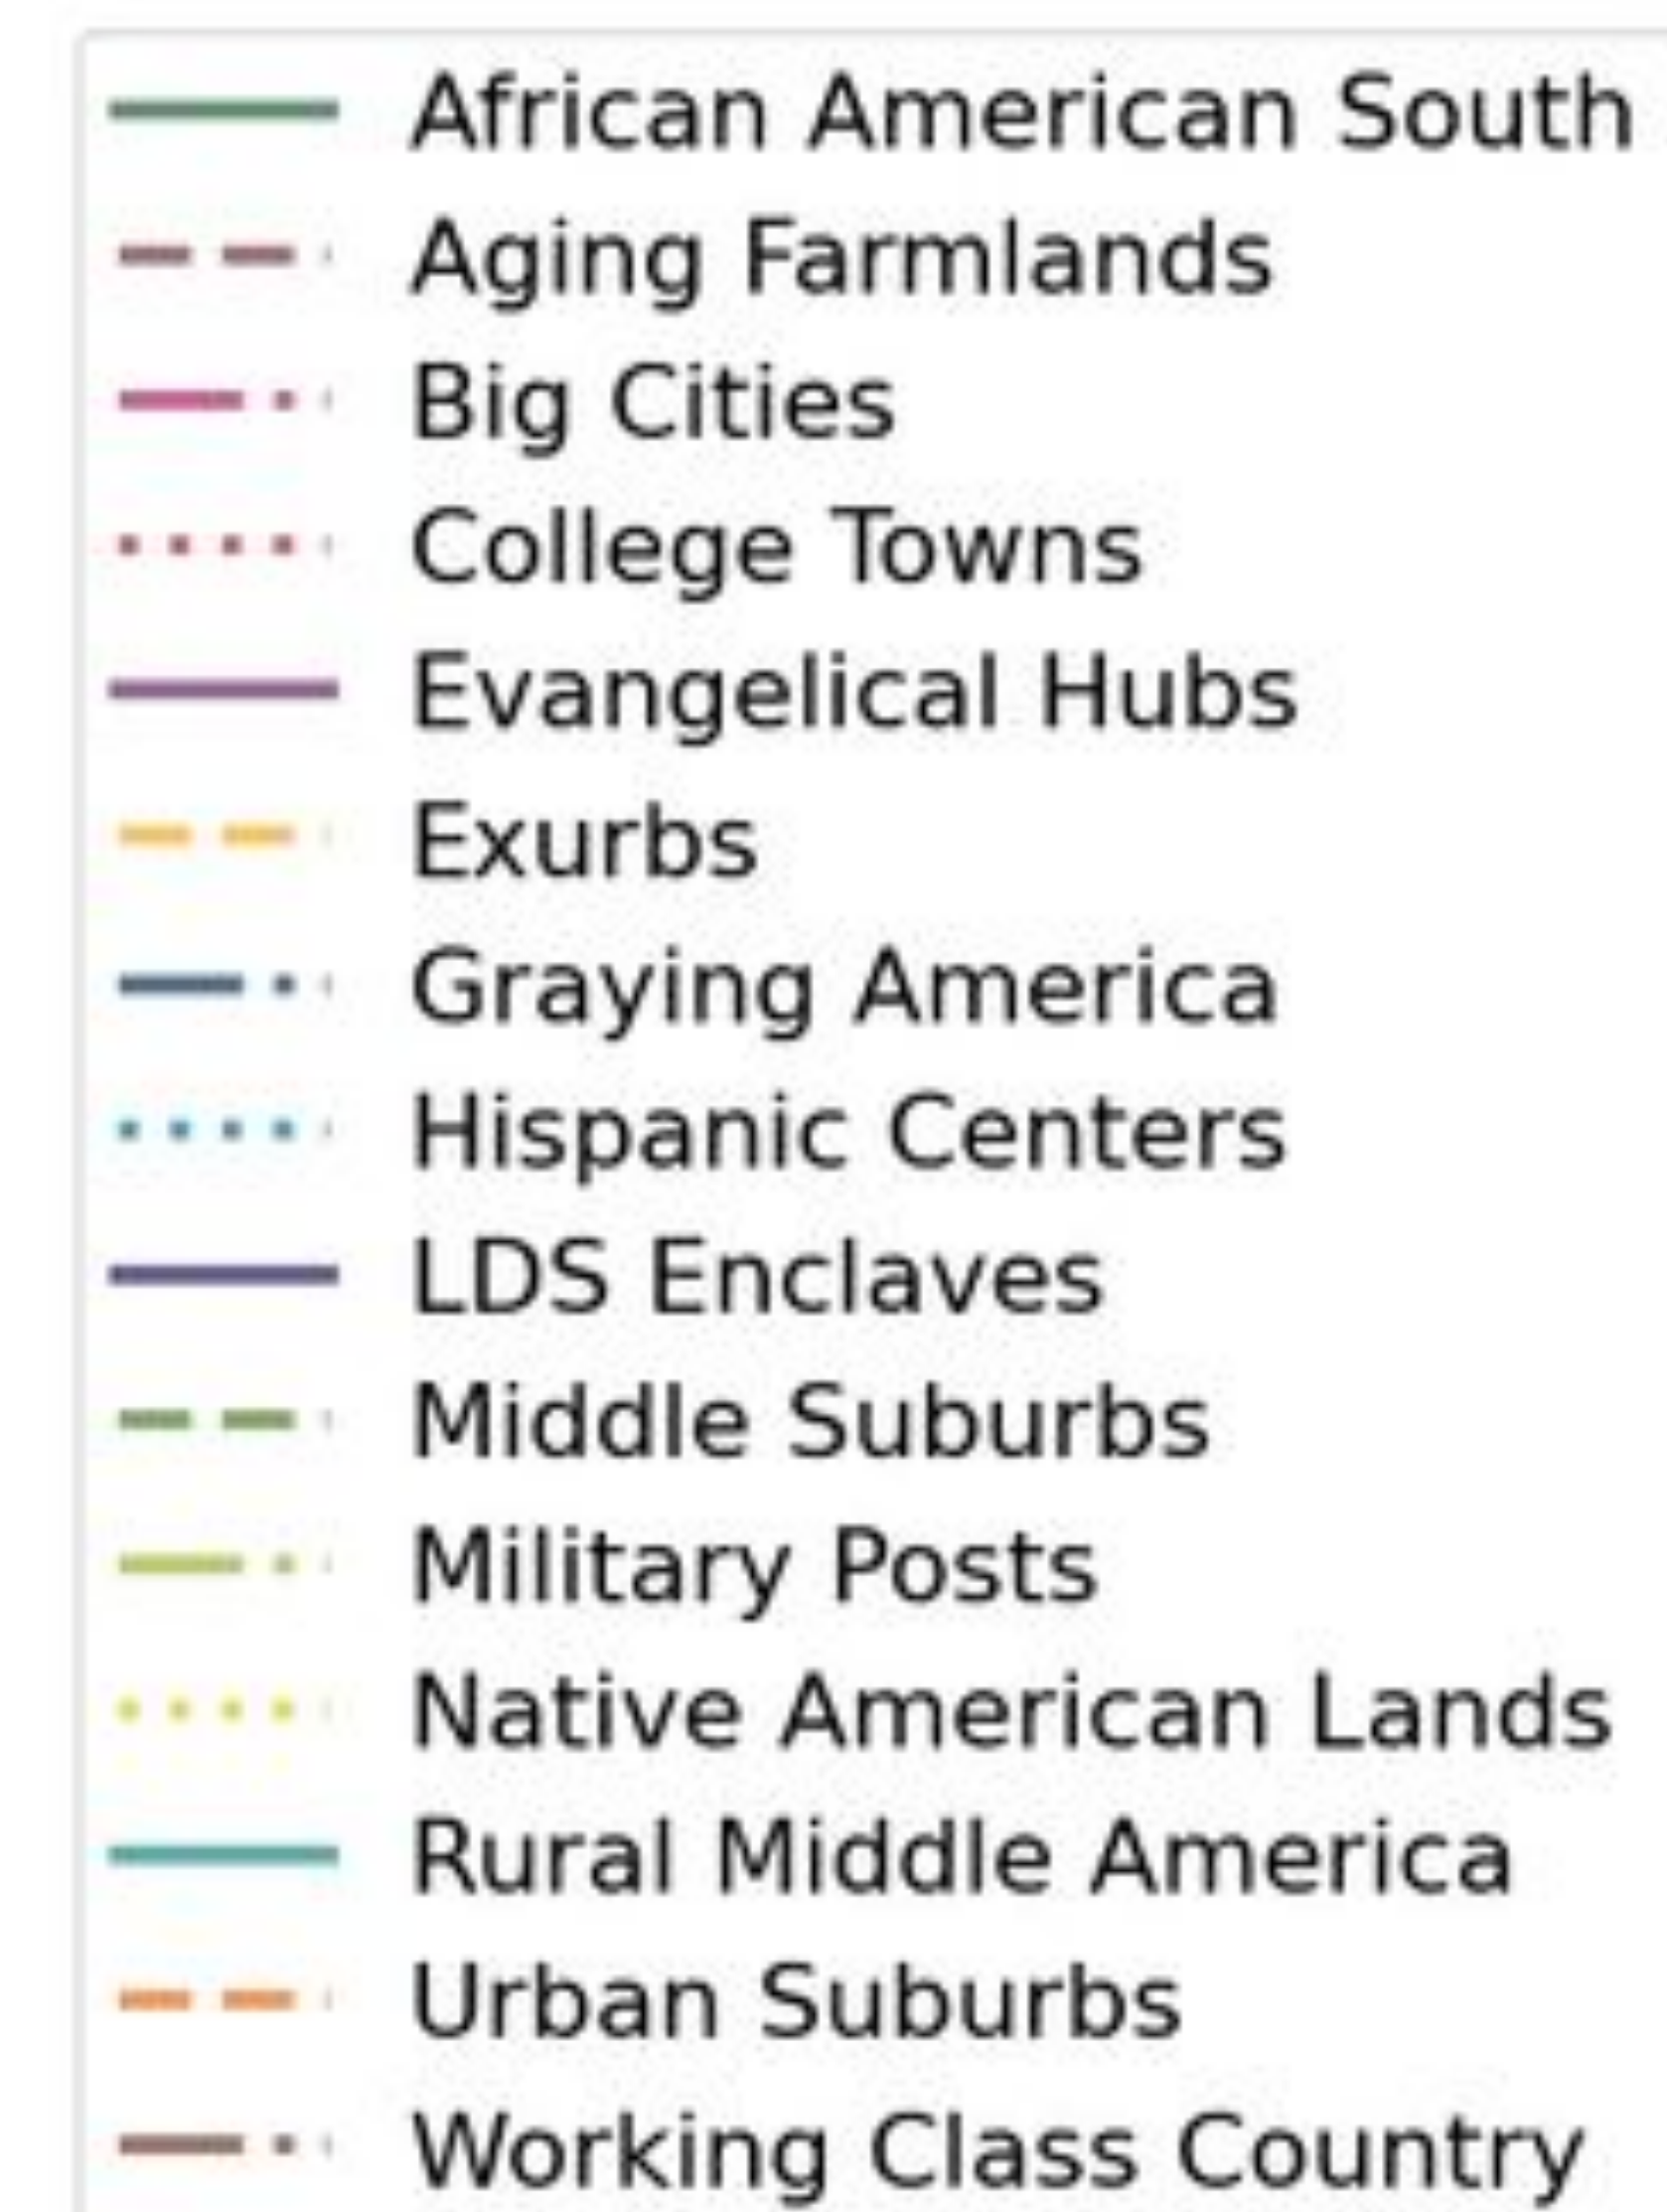 African American South
Aging Farmlands
Big Cities
College Towns
Evangelical Hubs
Exurbs
Graying America
Hispanic Centers
LDS Enclaves
Middle Suburbs
Military Posts
Native American Lands
Rural Middle America
Urban Suburbs
Working Class Country